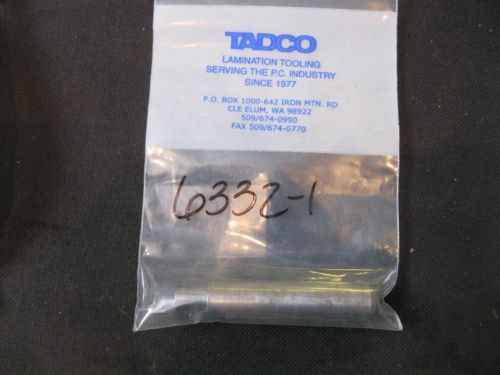 TADCO
LAMINATION TOOLING
SERVING THE P.C. INDUSTRY
SINCE 1977
P.O. BOX 1000-642 IRON MTN. RD
CLE ELUM, WA 98922
509/674-0990
FAX 509/674-0770
6332-1